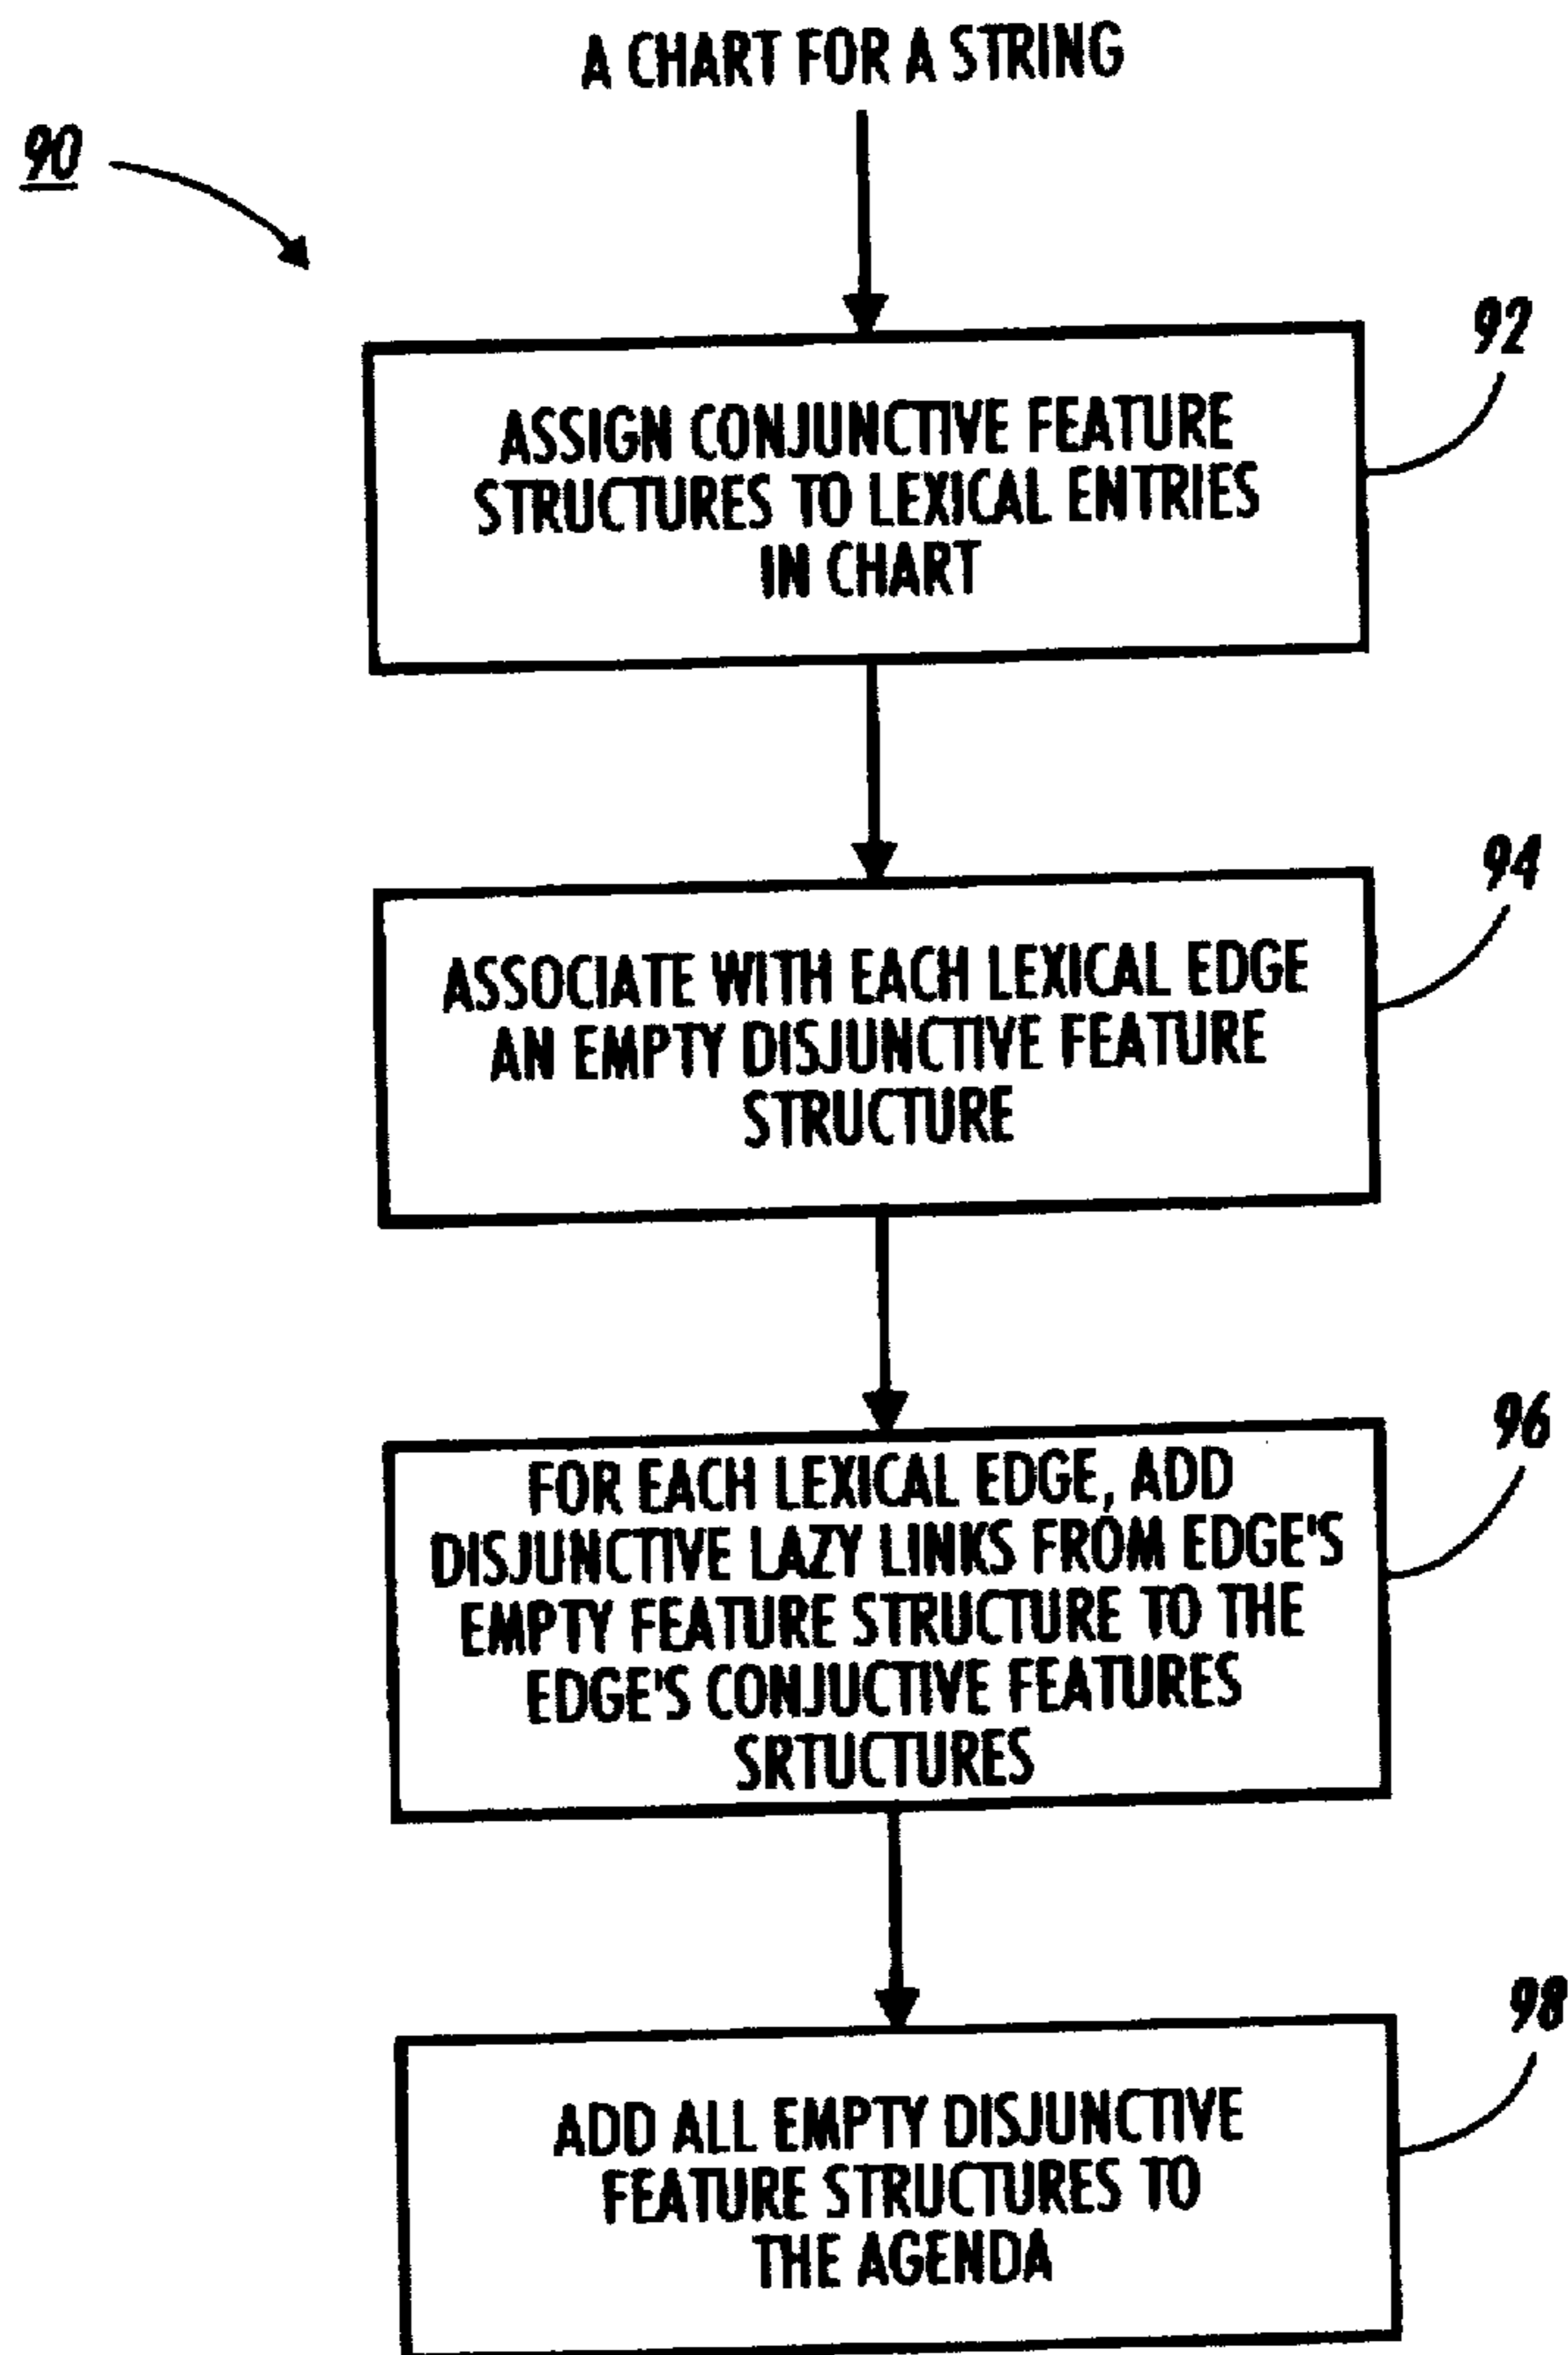 A CHART FOR A STRING
90
92
ASSIGN CONJUNCTIVE FEATURE
STRUCTURES TO LEXICAL ENTRIES
IN CHART
94
ASSOCIATE WITH EACH LEXICAL EDGE
AN EMPTY DISJUNCTIVE FEATURE
STRUCTURE
96
FOR EACH LEXICAL EDGE, ADD
DISJUNCTIVE LAZY LINKS FROM EDGE'S
EMPTY FEATURE STRUCTURE TO THE
EDGE'S CONJUCTIVE FEATURES
SRTUCTURES
98
ADD ALL EMPTY DISJUNCTIVE
FEATURE STRUCTURES TO
THE AGENDA